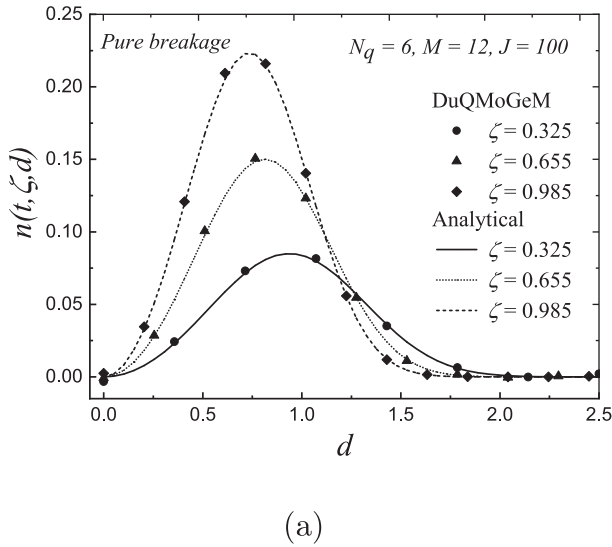 Pure breakage
N_q = 6, M = 12, J = 100
DuQMoGeM
ζ = 0.325
ζ = 0.655
ζ = 0.985
Analytical
ζ = 0.325
ζ = 0.655
ζ = 0.985
n(t,ζ,d)
0.20
0.15
0.10
0.05
0.00
0.0 0.5 1.0 1.5 2.0 2.5
d
(a)